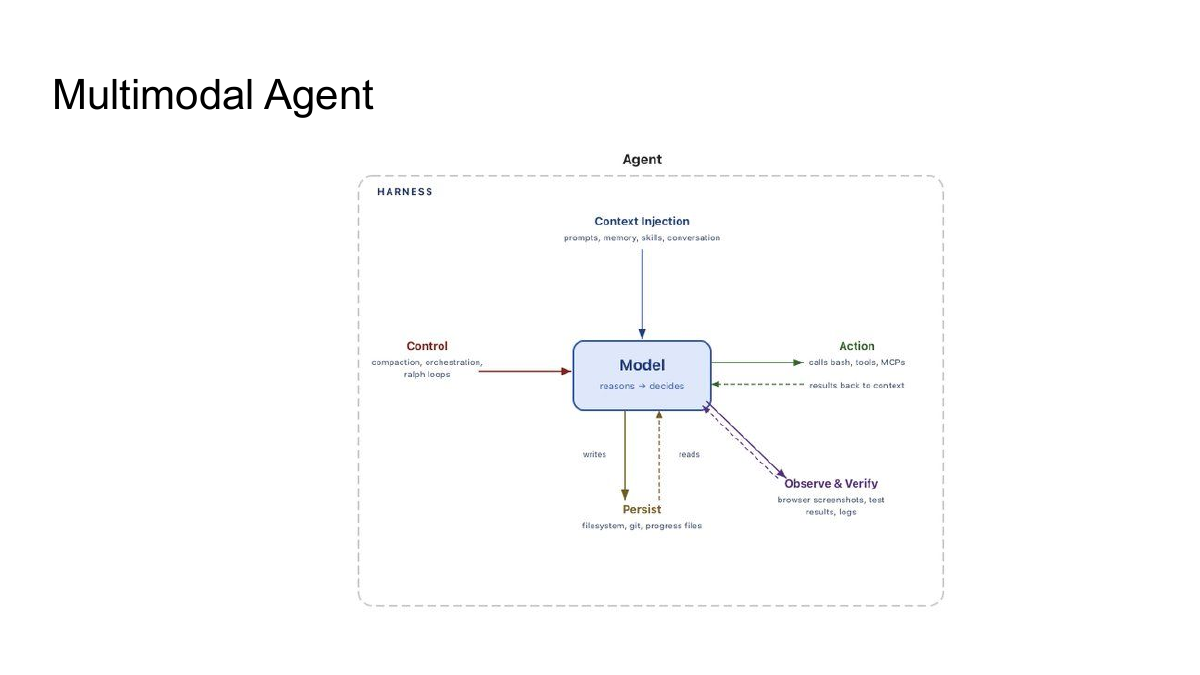 Multimodal Agent
Agent
HARNESS
Context Injection
prompts, memory, skills, conversation
Control
compaction, orchestration,
ralph loops
Model
reasons → decides
Action
calls bash, tools, MCPs
results back to context
writes
reads
Observe & Verify
browser screenshots, test
results, logs
Persist
filesystem, git, progress files